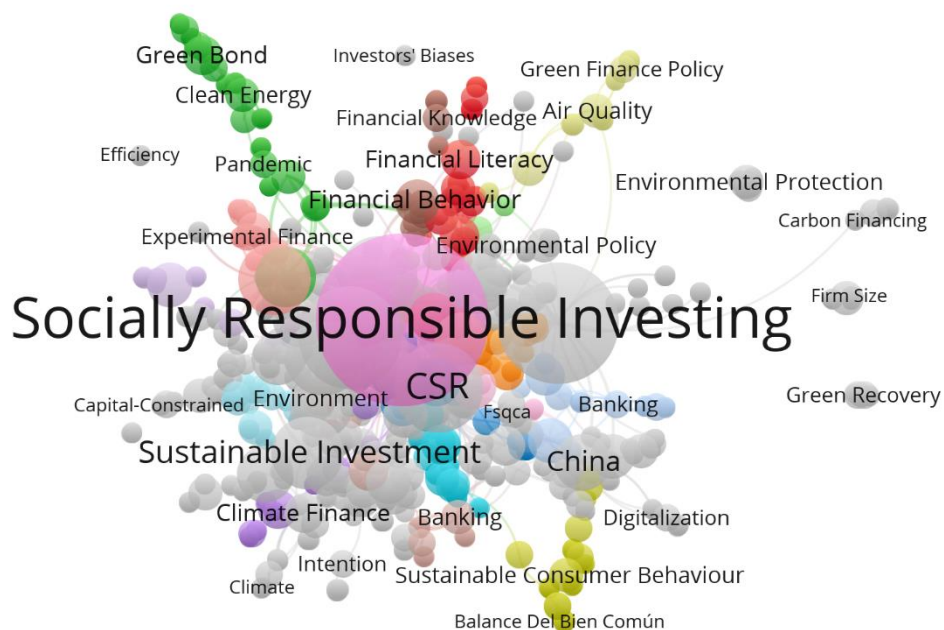 Green Bond
Investors' Biases
Green Finance Policy
Clean Energy
Financial Knowledge
Air Quality
Efficiency
Pandemic
Financial Literacy
Environmental Protection
Financial Behavior
Carbon Financing
Experimental Finance
Environmental Policy
Firm Size
Socially Responsible Investing
CSR
Green Recovery
Capital-Constrained
Environment
Fsqca
Banking
Sustainable Investment
China
Climate Finance
Banking
Digitalization
Intention
Climate
Sustainable Consumer Behaviour
Balance Del Bien Común